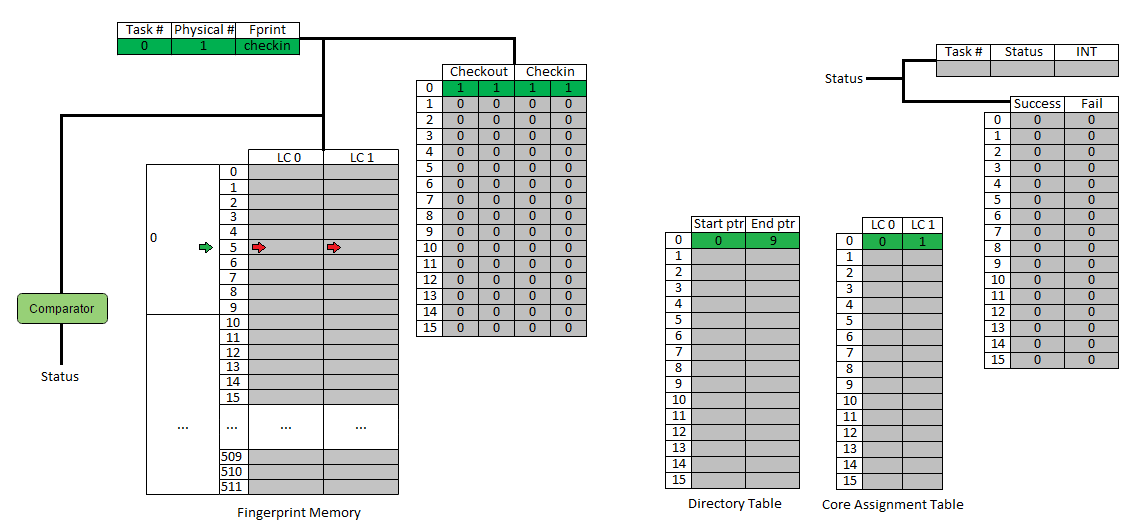 Task # Physical # Fprint
0 1 checkin
Checkout Checkin
0 1 1 1 1
1 0 0 0 0
2 0 0 0 0
3 0 0 0 0
4 0 0 0 0
5 0 0 0 0
6 0 0 0 0
7 0 0 0 0
8 0 0 0 0
9 0 0 0 0
10 0 0 0 0
11 0 0 0 0
12 0 0 0 0
13 0 0 0 0
14 0 0 0 0
15 0 0 0 0
LC 0 LC 1
0
0
1
2
3
4
5
6
7
8
9
10
11
12
13
14
15
... ... ... ...
509
510
511
Fingerprint Memory
Comparator
Status
Start ptr End ptr
0 0 9
1
2
3
4
5
6
7
8
9
10
11
12
13
14
15
Directory Table
LC 0 LC 1
0 0 1
1
2
3
4
5
6
7
8
9
10
11
12
13
14
15
Core Assignment Table
Status
Task # Status INT
Success Fail
0 0 0
1 0 0
2 0 0
3 0 0
4 0 0
5 0 0
6 0 0
7 0 0
8 0 0
9 0 0
10 0 0
11 0 0
12 0 0
13 0 0
14 0 0
15 0 0